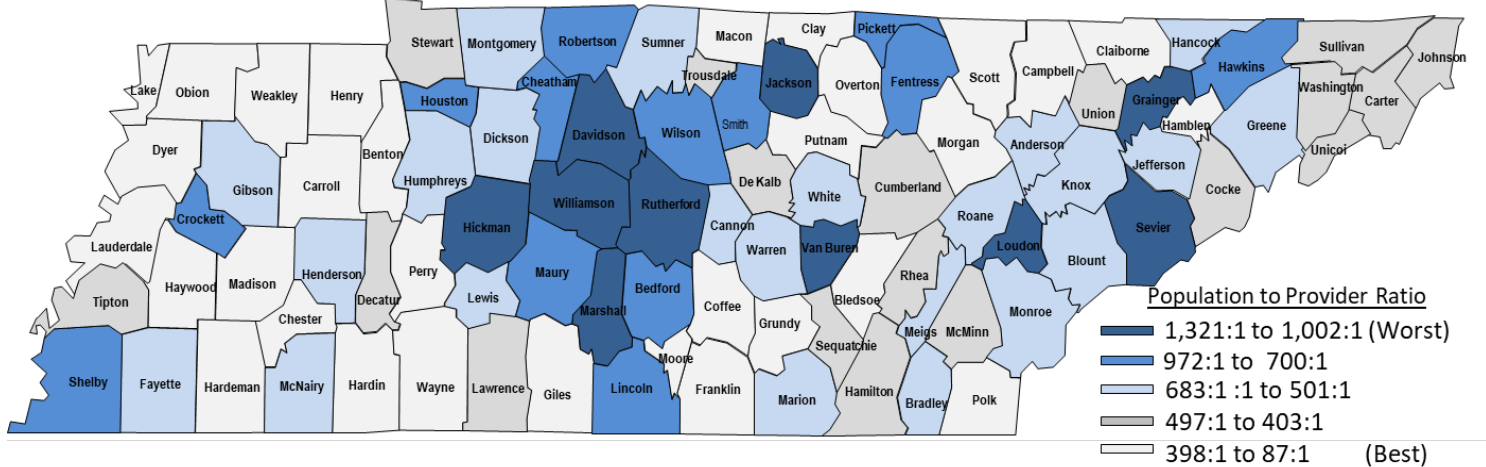 Stewart
Montgomery
Robertson
Sumner
Macon
Clay
Pickett
Hancock
Sullivan
Johnson
Lake
Obion
Weakley
Henry
Houston
Cheatham
Trousdale
Jackson
Overton
Fentress
Scott
Campbell
Claiborne
Hawkins
Washington
Carter
Dyer
Gibson
Carroll
Benton
Humphreys
Dickson
Davidson
Wilson
Smith
Putnam
Morgan
Anderson
Union
Grainger
Hamblen
Greene
Unicoi
Crockett
Hickman
Williamson
Rutherford
De Kalb
White
Cumberland
Roane
Knox
Jefferson
Cocke
Lauderdale
Haywood
Madison
Henderson
Decatur
Perry
Lewis
Maury
Bedford
Cannon
Warren
Van Buren
Rhea
Loudon
Blount
Sevier
Tipton
Chester
Marshall
Coffee
Grundy
Bledsoe
Sequatchie
Meigs
McMinn
Monroe
Shelby
Fayette
Hardeman
McNairy
Hardin
Wayne
Lawrence
Giles
Lincoln
Moore
Franklin
Marion
Hamilton
Bradley
Polk
Population to Provider Ratio
1,321:1 to 1,002:1 (Worst)
972:1 to 700:1
683:1 :1 to 501:1
497:1 to 403:1
398:1 to 87:1 (Best)